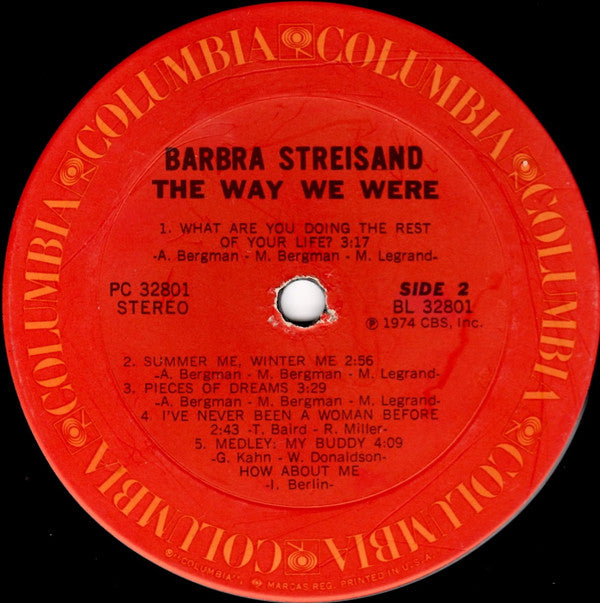 COLUMBIA COLUMBIA COLUMBIA COLUMBIA COLUMBIA COLUMBIA
BARBRA STREISAND
THE WAY WE WERE
1. WHAT ARE YOU DOING THE REST
OF YOUR LIFE? 3:17
-A. Bergman - M. Bergman - M. Legrand-
PC 32801
STEREO
SIDE 2
BL 32801
℗ 1974 CBS, Inc.
2. SUMMER ME, WINTER ME 2:56
-A. Bergman - M. Bergman - M. Legrand-
3. PIECES OF DREAMS 3:29
-A. Bergman - M. Bergman - M. Legrand-
4. I'VE NEVER BEEN A WOMAN BEFORE
2:43 -T. Baird - R. Miller-
5. MEDLEY: MY BUDDY 4:09
-G. Kahn - W. Donaldson-
HOW ABOUT ME
-I. Berlin-
"COLUMBIA", MARCAS REG. PRINTED IN U.S.A.